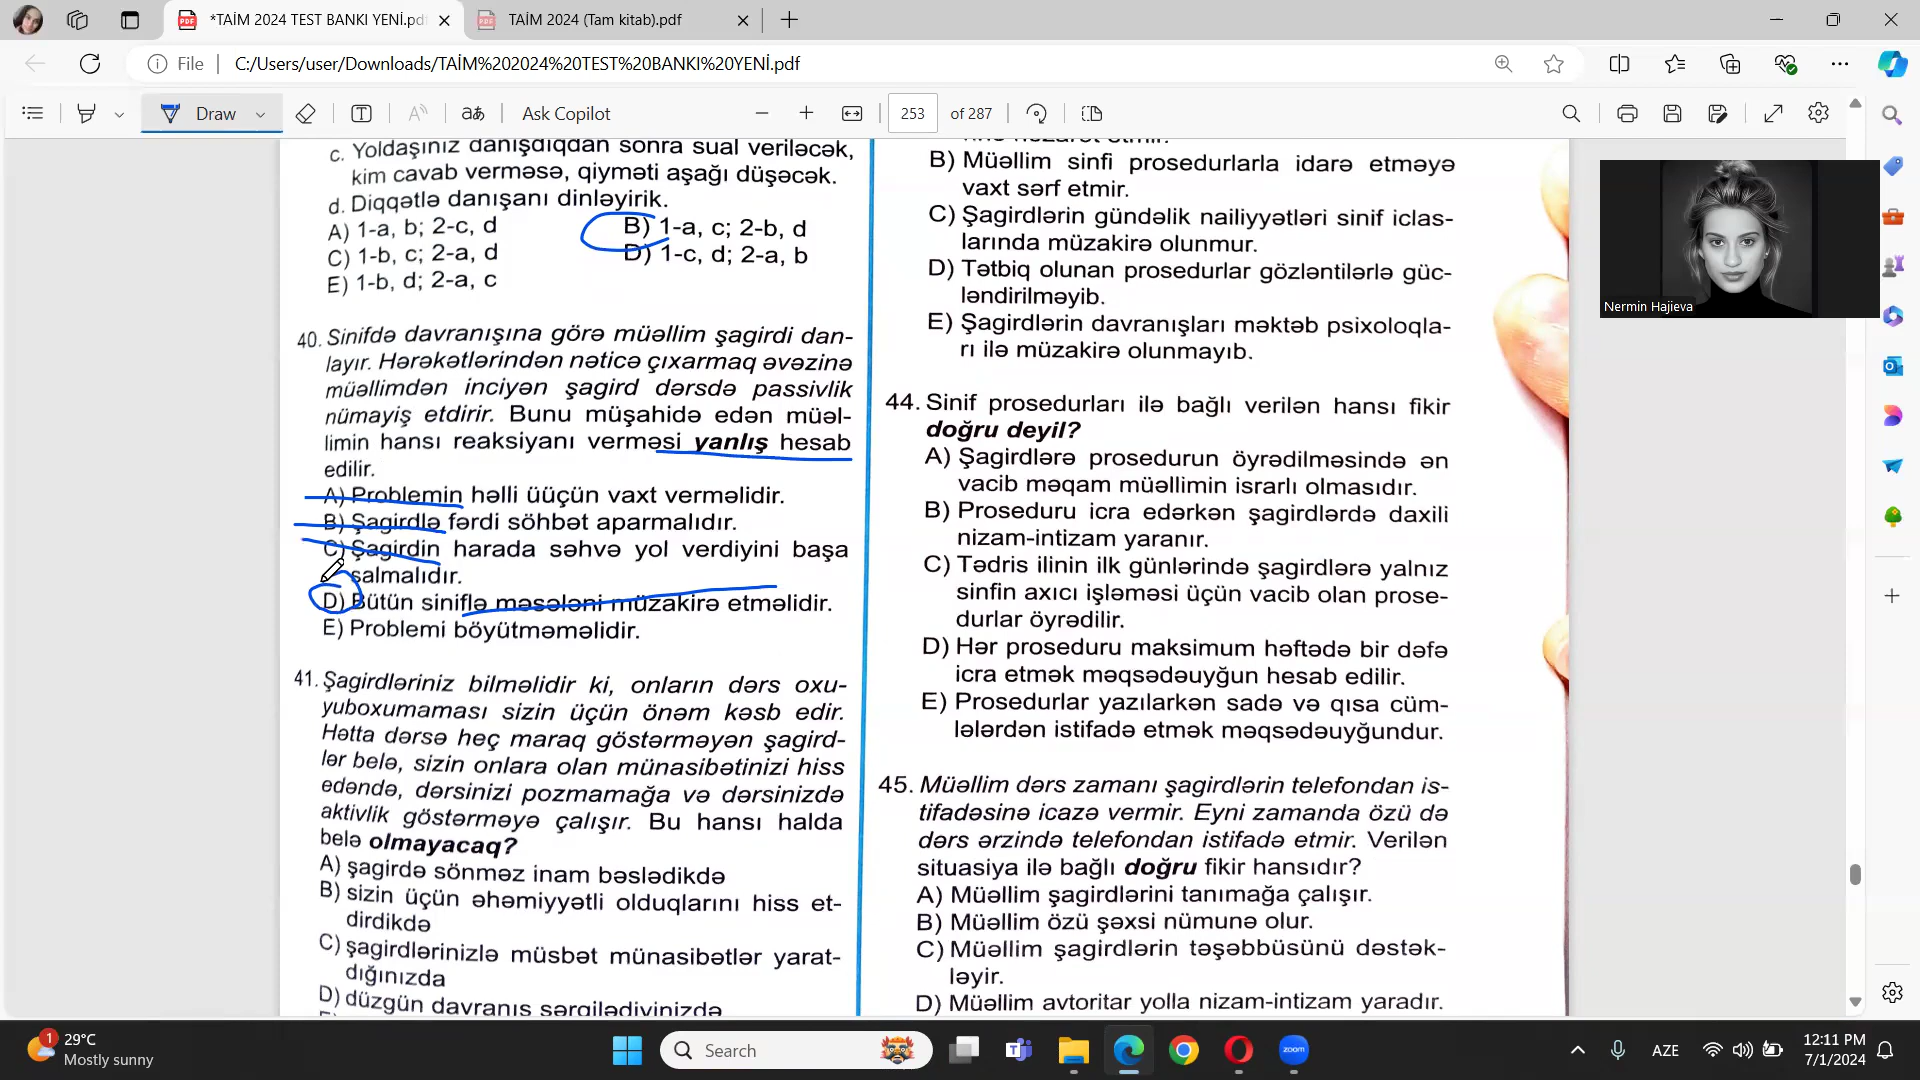 *TAİM 2024 TEST BANKI YENİ.pdf
TAİM 2024 (Tam kitab).pdf
File
C:/Users/user/Downloads/TAİM%202024%20TEST%20BANKI%20YENİ.pdf
Draw
aあ
Ask Copilot
253
of 287
c. Yoldaşınız danışdıqdan sonra sual veriləcək,
kim cavab verməsə, qiyməti aşağı düşəcək.
d. Diqqətlə danışanı dinləyirik.
A) 1-a, b; 2-c, d
B) 1-a, c; 2-b, d
C) 1-b, c; 2-a, d
D) 1-c, d; 2-a, b
E) 1-b, d; 2-a, c
40. Sinifdə davranışına görə müəllim şagirdi dan-
layır. Hərəkətlərindən nəticə çıxarmaq əvəzinə
müəllimdən inciyən şagird dərsdə passivlik
nümayiş etdirir. Bunu müşahidə edən müəl-
limin hansı reaksiyanı verməsi yanlış hesab
edilir.
A) Problemin həlli üüçün vaxt verməlidir.
B) Şagirdlə fərdi söhbət aparmalıdır.
C) Şagirdin harada səhvə yol verdiyini başa
salmalıdır.
D) Bütün siniflə məsələni müzakirə etməlidir.
E) Problemi böyütməməlidir.
41. Şagirdləriniz bilməlidir ki, onların dərs oxu-
yuboxumaması sizin üçün önəm kəsb edir.
Hətta dərsə heç maraq göstərməyən şagird-
lər belə, sizin onlara olan münasibətinizi hiss
edəndə, dərsinizi pozmamağa və dərsinizdə
aktivlik göstərməyə çalışır. Bu hansı halda
belə olmayacaq?
A) şagirdə sönməz inam bəslədikdə
B) sizin üçün əhəmiyyətli olduqlarını hiss et-
dirdikdə
C) şagirdlərinizlə müsbət münasibətlər yarat-
dığınızda
D) düzgün davranış sərgilədiyinizdə
B) Müəllim sinfi prosedurlarla idarə etməyə
vaxt sərf etmir.
C) Şagirdlərin gündəlik nailiyyətləri sinif iclas-
larında müzakirə olunmur.
D) Tətbiq olunan prosedurlar gözləntilərlə güc-
ləndirilməyib.
E) Şagirdlərin davranışları məktəb psixoloqla-
rı ilə müzakirə olunmayıb.
44. Sinif prosedurları ilə bağlı verilən hansı fikir
doğru deyil?
A) Şagirdlərə prosedurun öyrədilməsində ən
vacib məqam müəllimin israrlı olmasıdır.
B) Proseduru icra edərkən şagirdlərdə daxili
nizam-intizam yaranır.
C) Tədris ilinin ilk günlərində şagirdlərə yalnız
sinfin axıcı işləməsi üçün vacib olan prose-
durlar öyrədilir.
D) Hər proseduru maksimum həftədə bir dəfə
icra etmək məqsədəuyğun hesab edilir.
E) Prosedurlar yazılarkən sadə və qısa cüm-
lələrdən istifadə etmək məqsədəuyğundur.
45. Müəllim dərs zamanı şagirdlərin telefondan is-
tifadəsinə icazə vermir. Eyni zamanda özü də
dərs ərzində telefondan istifadə etmir. Verilən
situasiya ilə bağlı doğru fikir hansıdır?
A) Müəllim şagirdlərini tanımağa çalışır.
B) Müəllim özü şəxsi nümunə olur.
C) Müəllim şagirdlərin təşəbbüsünü dəstək-
ləyir.
D) Müəllim avtoritar yolla nizam-intizam yaradır.
Nermin Hajieva
1
29°C
Mostly sunny
Search
zoom
AZE
12:11 PM
7/1/2024